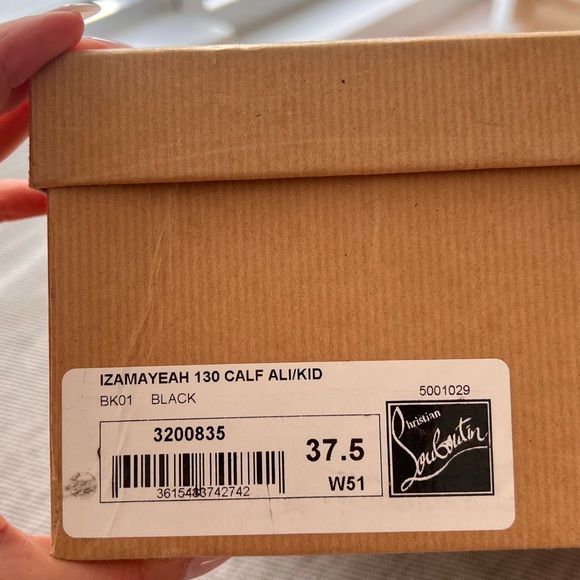 IZAMAYEAH 130 CALF ALI/KID
BK01 BLACK
5001029
3200835
37.5
W51
Christian
Louboutin